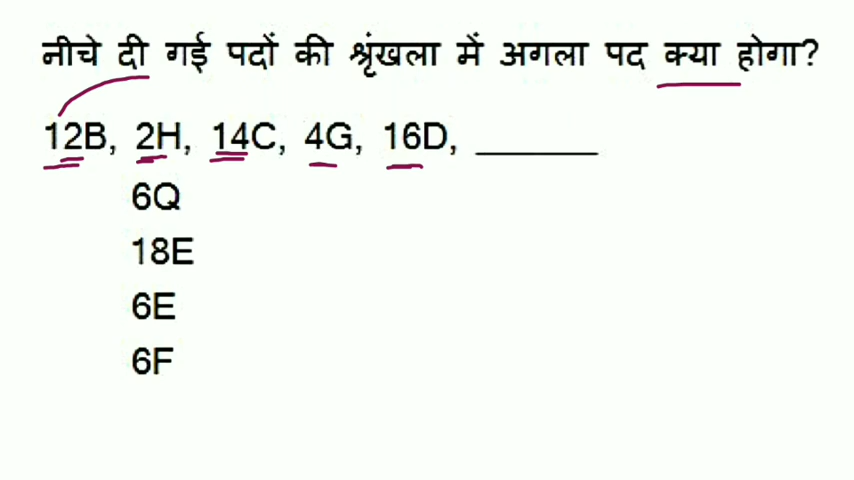 नीचे दी गई पदों की श्रृंखला में अगला पद क्या होगा?
12B, 2H, 14C, 4G, 16D, ______
6Q
18E
6E
6F